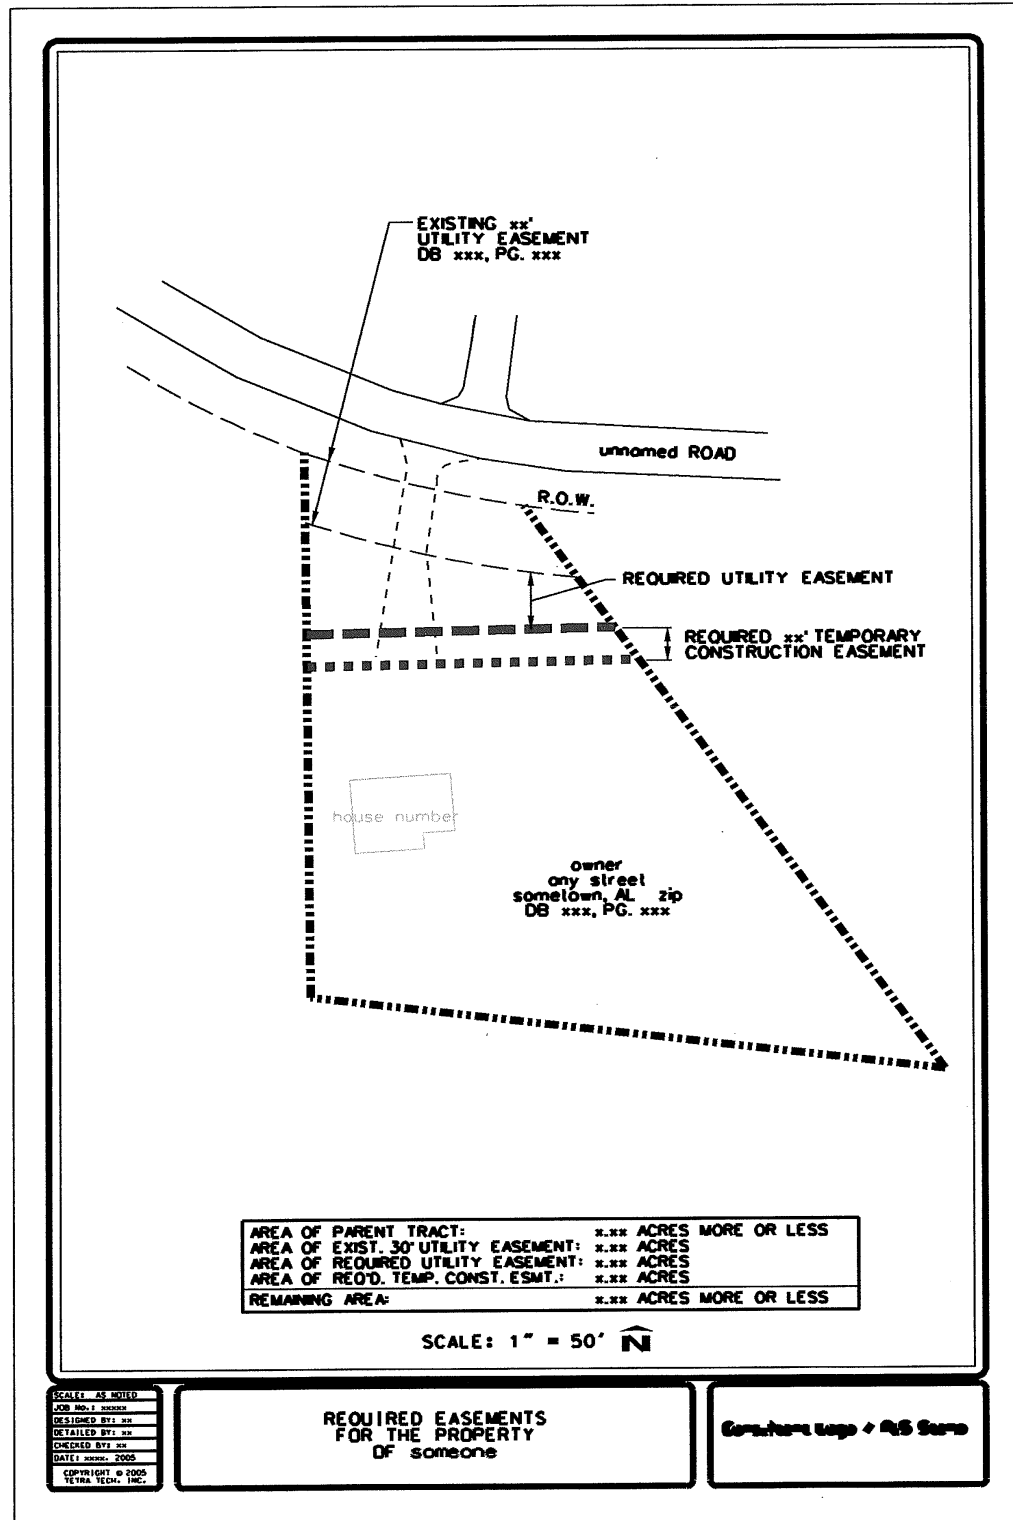 EXISTING xx'
UTILITY EASEMENT
DB xxx, PG. xxx
unnamed ROAD
R.O.W.
REQUIRED UTILITY EASEMENT
REQUIRED xx' TEMPORARY
CONSTRUCTION EASEMENT
house number
owner
any street
sometown, AL zip
DB xxx, PG. xxx
AREA OF PARENT TRACT: x.xx ACRES MORE OR LESS
AREA OF EXIST. 30' UTILITY EASEMENT: x.xx ACRES
AREA OF REQUIRED UTILITY EASEMENT: x.xx ACRES
AREA OF REQ'D. TEMP. CONST. ESMT.: x.xx ACRES
REMAINING AREA: x.xx ACRES MORE OR LESS
SCALE: 1" = 50' N
SCALE: AS NOTED
JOB No.: xxxxx
DESIGNED BY: xx
DETAILED BY: xx
CHECKED BY: xx
DATE: xxxx, 2005
COPYRIGHT © 2005
TETRA TECH, INC.
REQUIRED EASEMENTS
FOR THE PROPERTY
OF someone
Consultant Logo